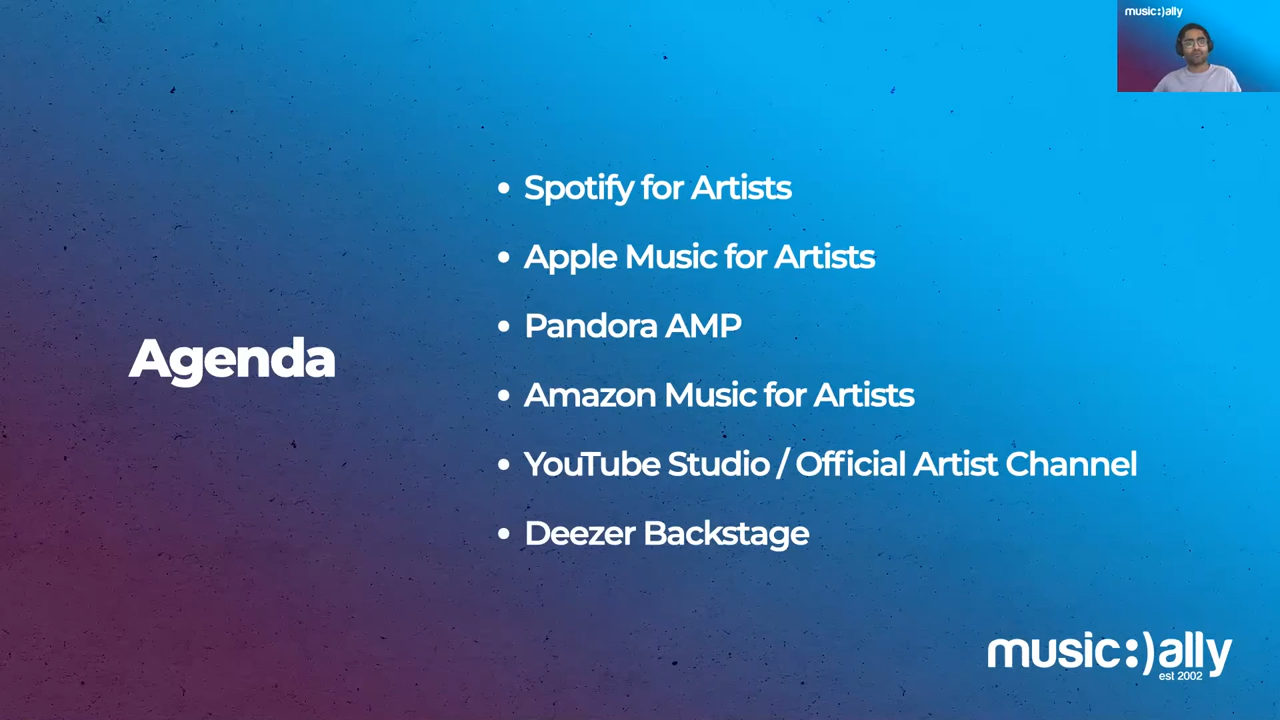 music:)ally
Agenda
• Spotify for Artists
• Apple Music for Artists
• Pandora AMP
• Amazon Music for Artists
• YouTube Studio / Official Artist Channel
• Deezer Backstage
music:)ally
est 2002